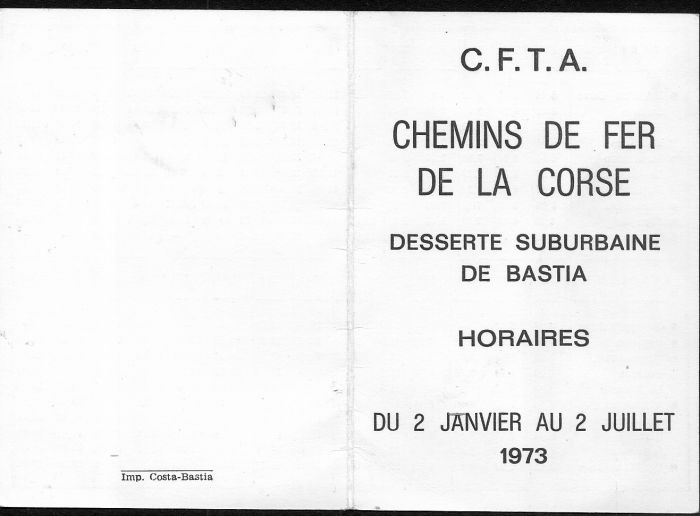 C. F. T. A.
CHEMINS DE FER
DE LA CORSE
DESSERTE SUBURBAINE
DE BASTIA
HORAIRES
DU 2 JANVIER AU 2 JUILLET
1973
Imp. Costa-Bastia